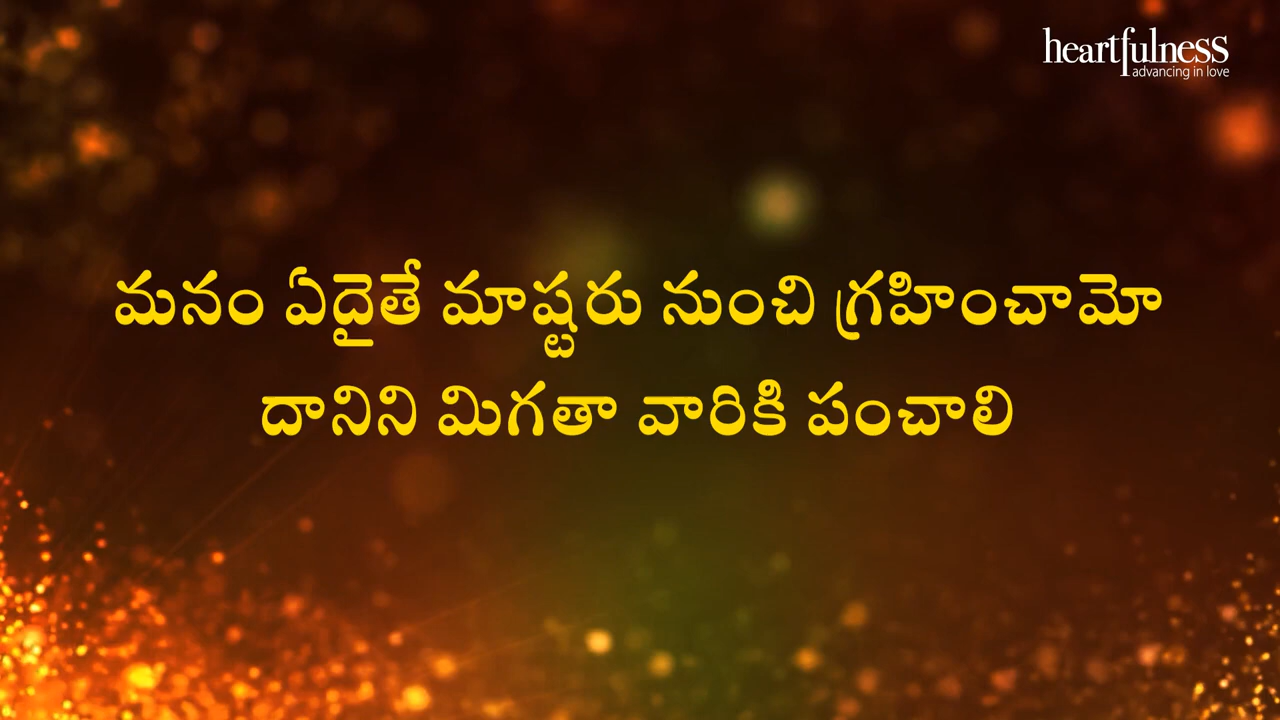 heartfulness
advancing in love
మనం ఏదైతే మాష్టరు నుంచి గ్రహించామో
దానిని మిగతా వారికి పంచాలి